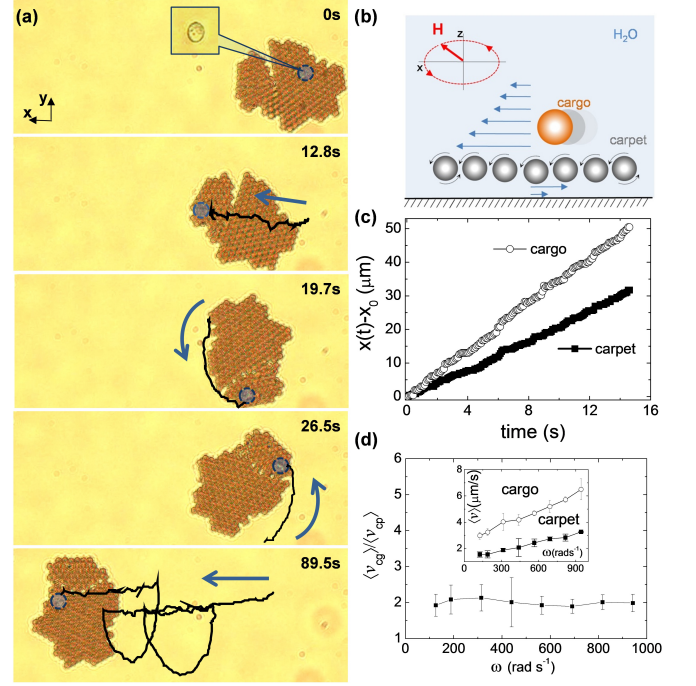 (a)
0s
y
x
12.8s
19.7s
26.5s
89.5s
(b)
H
z
x
H₂O
cargo
carpet
(c)
50
40
30
20
10
0
x(t)-x₀ (μm)
cargo
carpet
0 4 8 12 16
time (s)
(d)
6
5
4
3
2
1
⟨v_cg⟩/⟨v_cp⟩
8
6
4
2
⟨v⟩(μm/s)
cargo
carpet
ω(rads⁻¹)
0 300 600 900
0 200 400 600 800 1000
ω (rad s⁻¹)